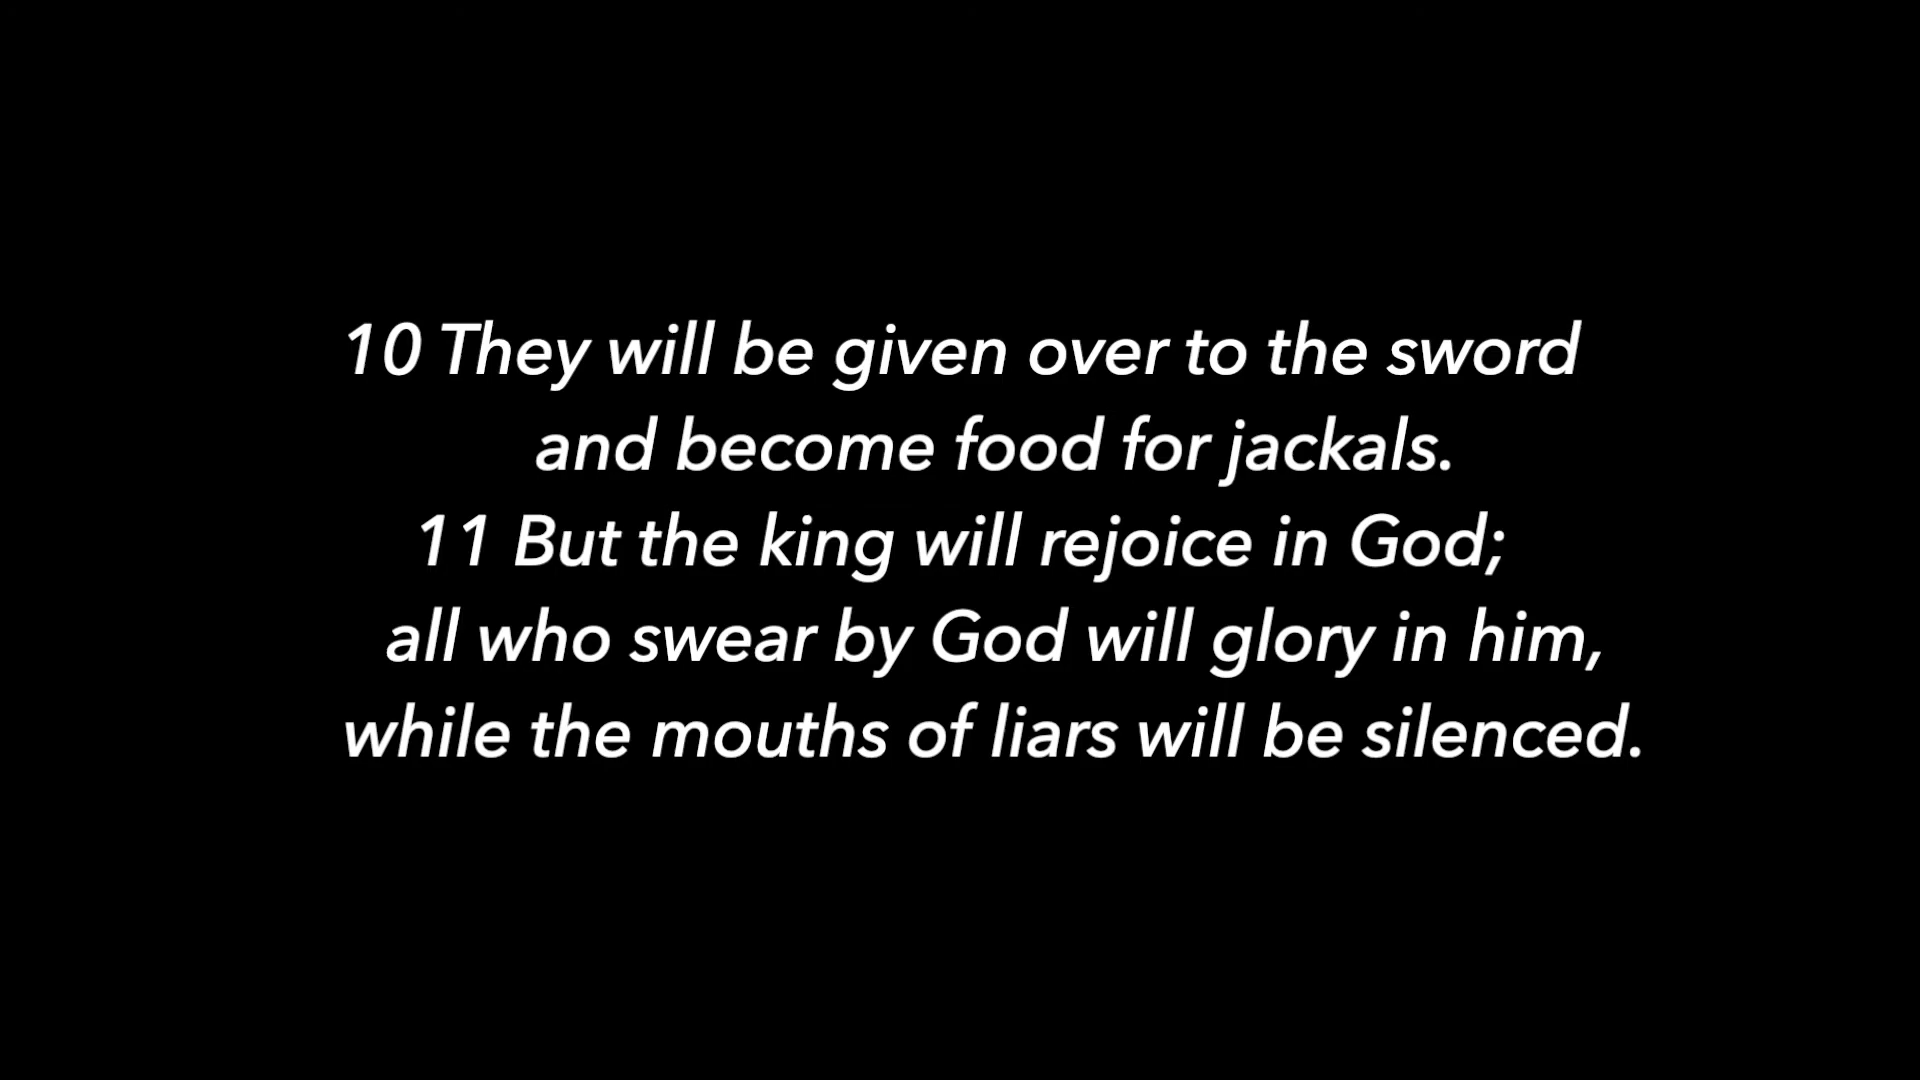 10 They will be given over to the sword
and become food for jackals.
11 But the king will rejoice in God;
all who swear by God will glory in him,
while the mouths of liars will be silenced.